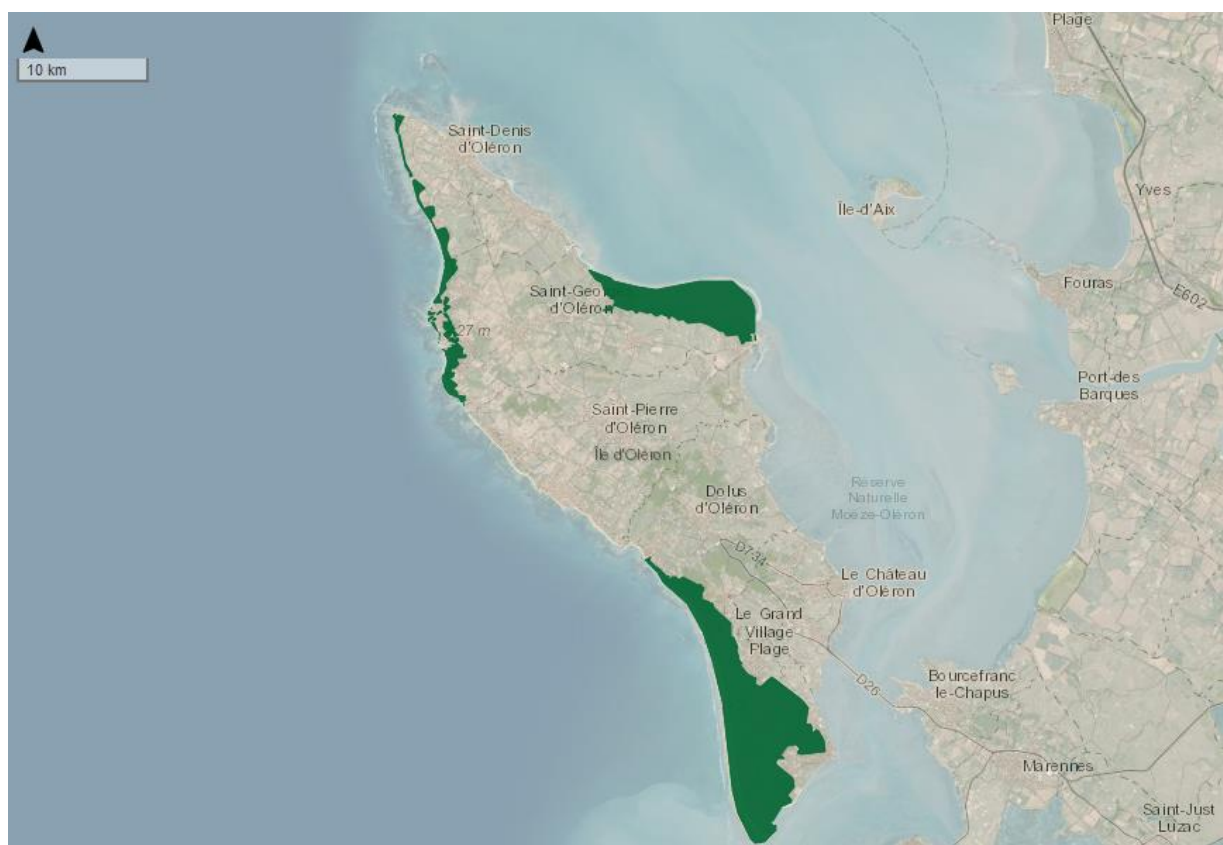 10 km
Plage
Saint-Denis
d'Oléron
Île-d'Aix
Yves
Fouras
E602
Saint-Geo
d'Oléron
27 m
Port-des
Barques
Saint-Pierre
d'Oléron
Île d'Oléron
Dolus
d'Oléron
Réserve
Naturelle
Moëze-Oléron
D734
Le Château
d'Oléron
Le Grand
Village
Plage
D26
Bourcefranc
le-Chapus
Marennes
Saint-Just
Luzac